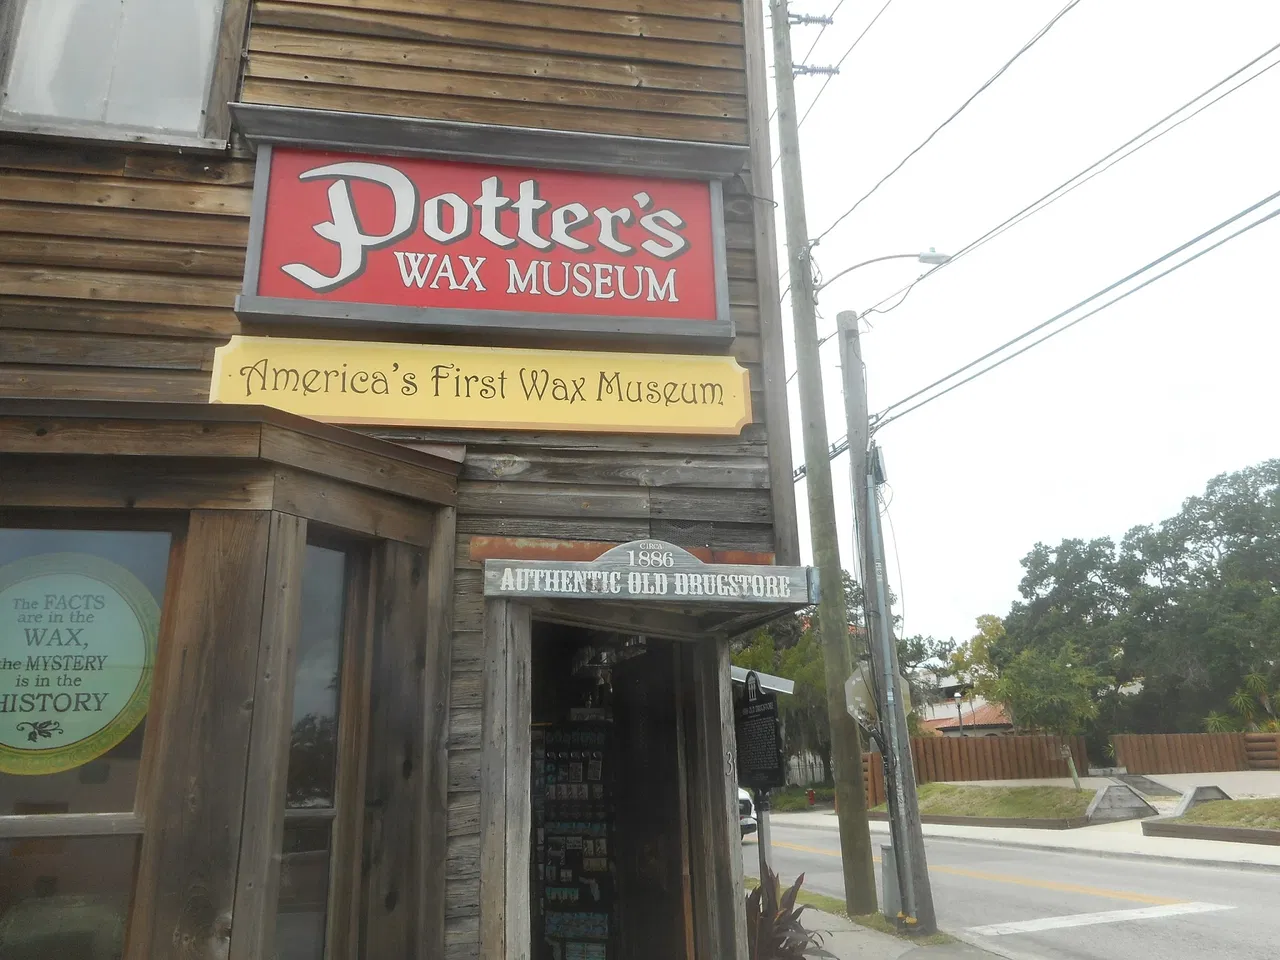 Potter's
WAX MUSEUM
America's First Wax Museum
CIRCA
1886
AUTHENTIC OLD DRUGSTORE
The FACTS
are in the
WAX,
the MYSTERY
is in the
HISTORY
3